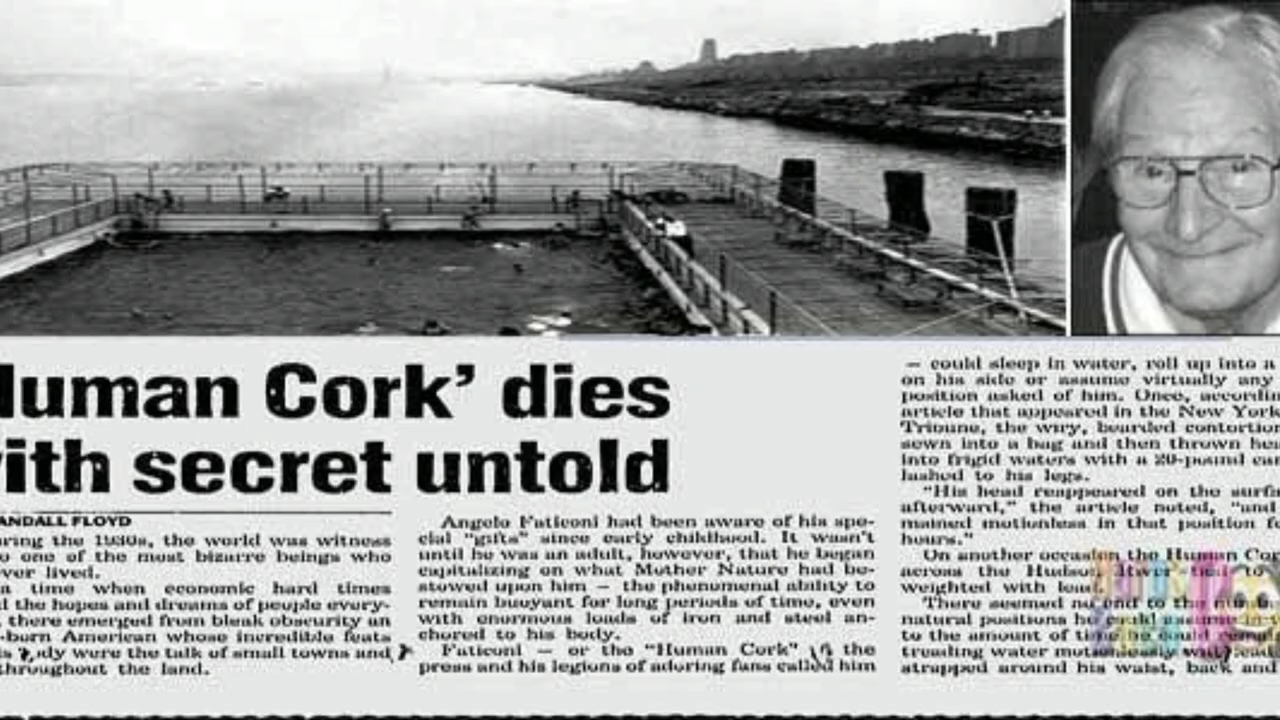 Human Cork’ dies
with secret untold
RANDALL FLOYD
During the 1930s, the world was witness
to one of the most bizarre beings who
ever lived.
a time when economic hard times
the hopes and dreams of people every-
, there emerged from bleak obscurity an
-born American whose incredible feats
were the talk of small towns and
throughout the land.
Angelo Faticoni had been aware of his spe-
cial “gifts” since early childhood. It wasn’t
until he was an adult, however, that he began
capitalizing on what Mother Nature had be-
stowed upon him — the phenomenal ability to
remain buoyant for long periods of time, even
with enormous loads of iron and steel an-
chored to his body.
Faticoni — or the “Human Cork” the
press and his legions of adoring fans called him
— could sleep in water, roll up into a
on his side or assume virtually any
position asked of him. Once, accordin
article that appeared in the New York
Tribune, the wiry, bearded contortion
sewn into a bag and then thrown hea
into frigid waters with a 20-pound can
lashed to his legs.
“His head reappeared on the surfa
afterward,” the article noted, “and
mained motionless in that position fo
hours.”
On another occasion the Human Cor
across the Hudson, tied to
weighted with lead.
There seemed no end to the
natural positions he could assume in
to the amount of time he could
treading water motionlessly with lead
strapped around his waist, back and